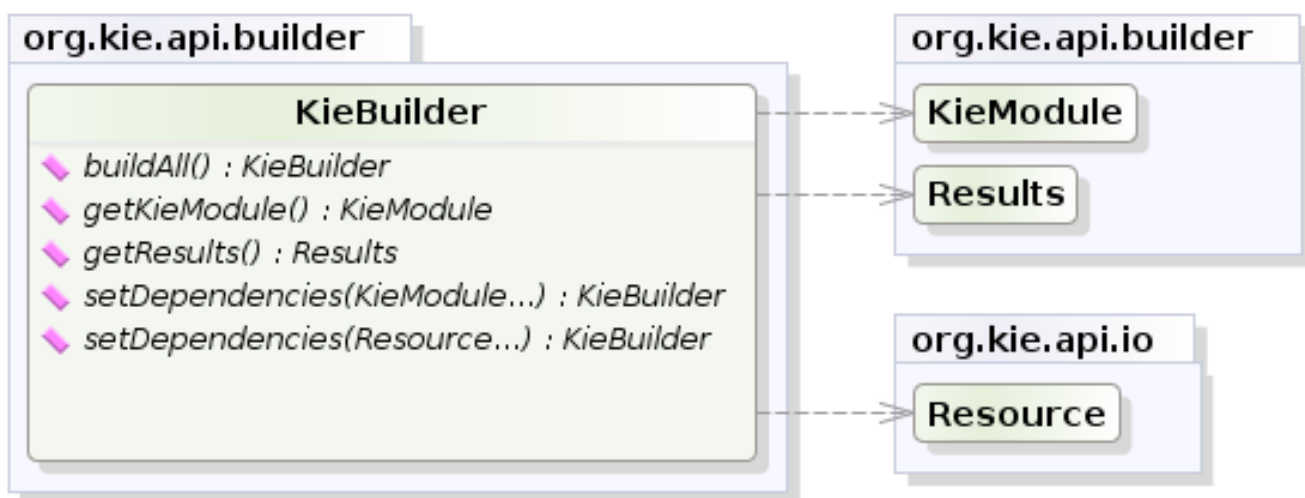 org.kie.api.builder
KieBuilder
buildAll() : KieBuilder
getKieModule() : KieModule
getResults() : Results
setDependencies(KieModule...) : KieBuilder
setDependencies(Resource...) : KieBuilder
org.kie.api.builder
KieModule
Results
org.kie.api.io
Resource